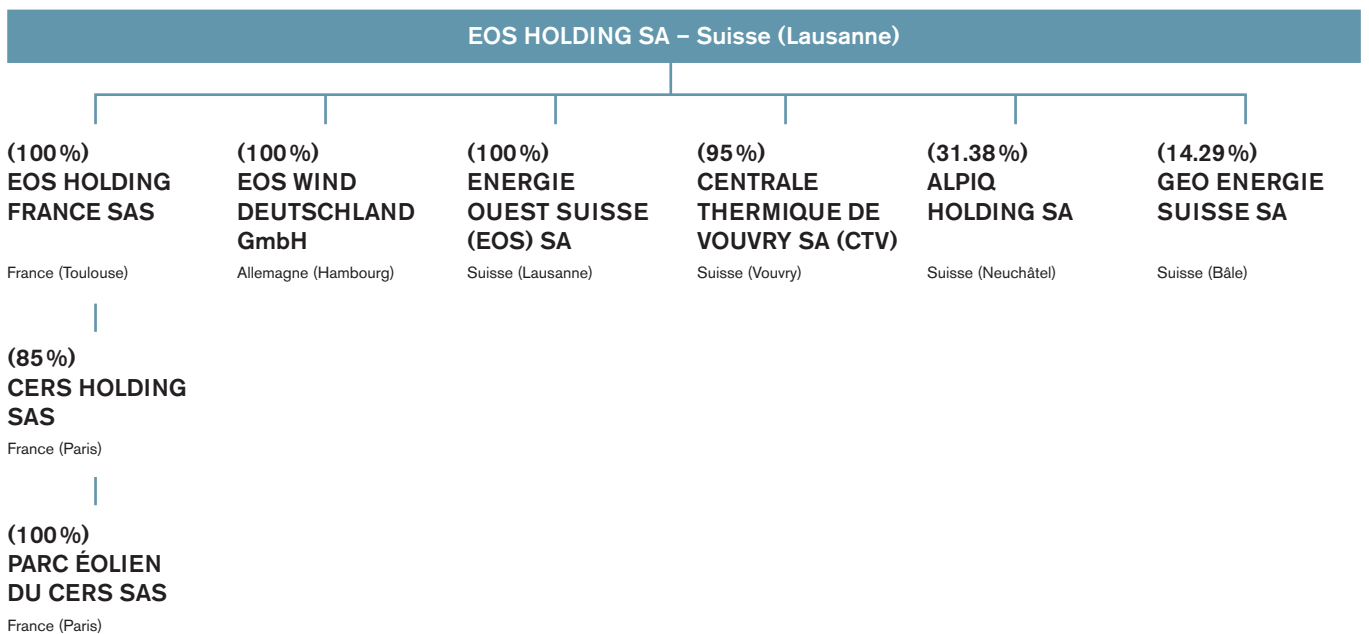 EOS HOLDING SA – Suisse (Lausanne)
(100%)
EOS HOLDING
FRANCE SAS
France (Toulouse)
(100%)
EOS WIND
DEUTSCHLAND
GmbH
Allemagne (Hambourg)
(100%)
ENERGIE
OUEST SUISSE
(EOS) SA
Suisse (Lausanne)
(95%)
CENTRALE
THERMIQUE DE
VOUVRY SA (CTV)
Suisse (Vouvry)
(31.38%)
ALPIQ
HOLDING SA
Suisse (Neuchâtel)
(14.29%)
GEO ENERGIE
SUISSE SA
Suisse (Bâle)
(85%)
CERS HOLDING
SAS
France (Paris)
(100%)
PARC ÉOLIEN
DU CERS SAS
France (Paris)